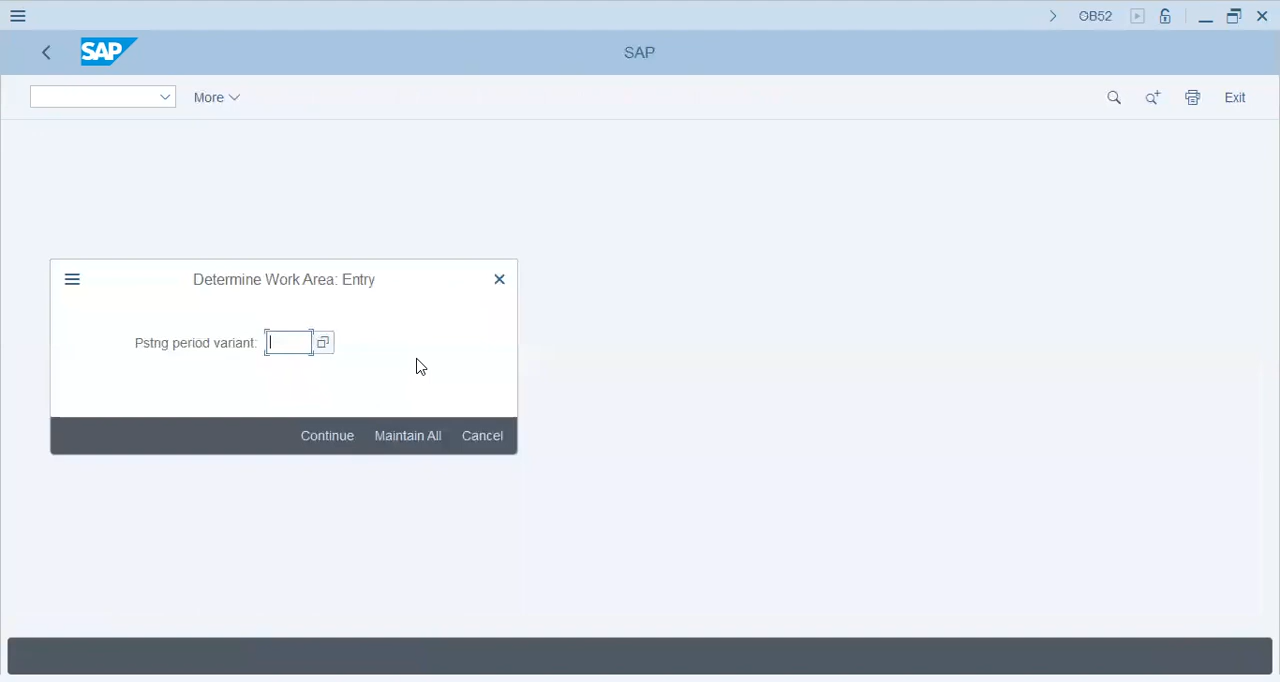 OB52
SAP
SAP
More
Exit
Determine Work Area: Entry
Pstng period variant:
Continue Maintain All Cancel